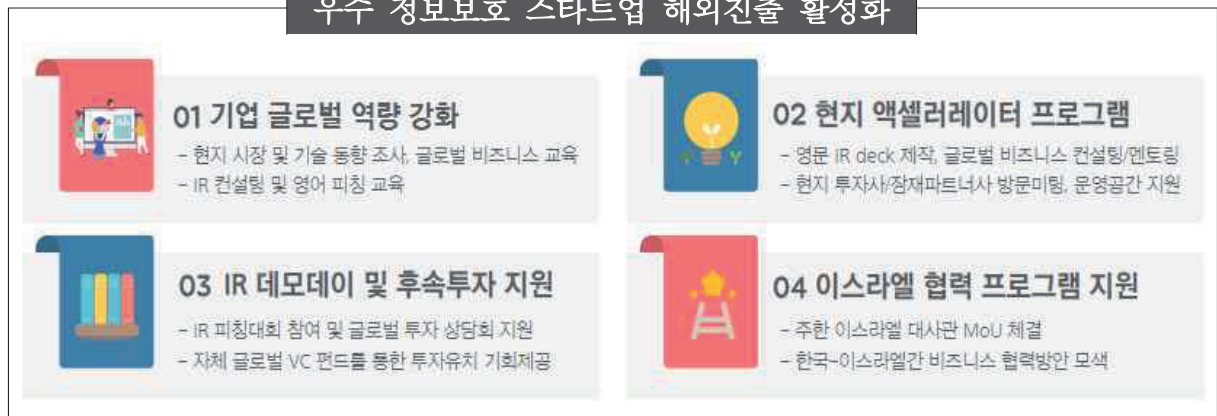 우수 정보보호 스타트업 해외진출 활성화
01 기업 글로벌 역량 강화
- 현지 시장 및 기술 동향 조사, 글로벌 비즈니스 교육
- IR 컨설팅 및 영어 피칭 교육
02 현지 액셀러레이터 프로그램
- 영문 IR deck 제작, 글로벌 비즈니스 컨설팅/멘토링
- 현지 투자사/잠재파트너사 방문미팅, 운영공간 지원
03 IR 데모데이 및 후속투자 지원
- IR 피칭대회 참여 및 글로벌 투자 상담회 지원
- 자체 글로벌 VC 펀드를 통한 투자유치 기회제공
04 이스라엘 협력 프로그램 지원
- 주한 이스라엘 대사관 MoU 체결
- 한국-이스라엘간 비즈니스 협력방안 모색